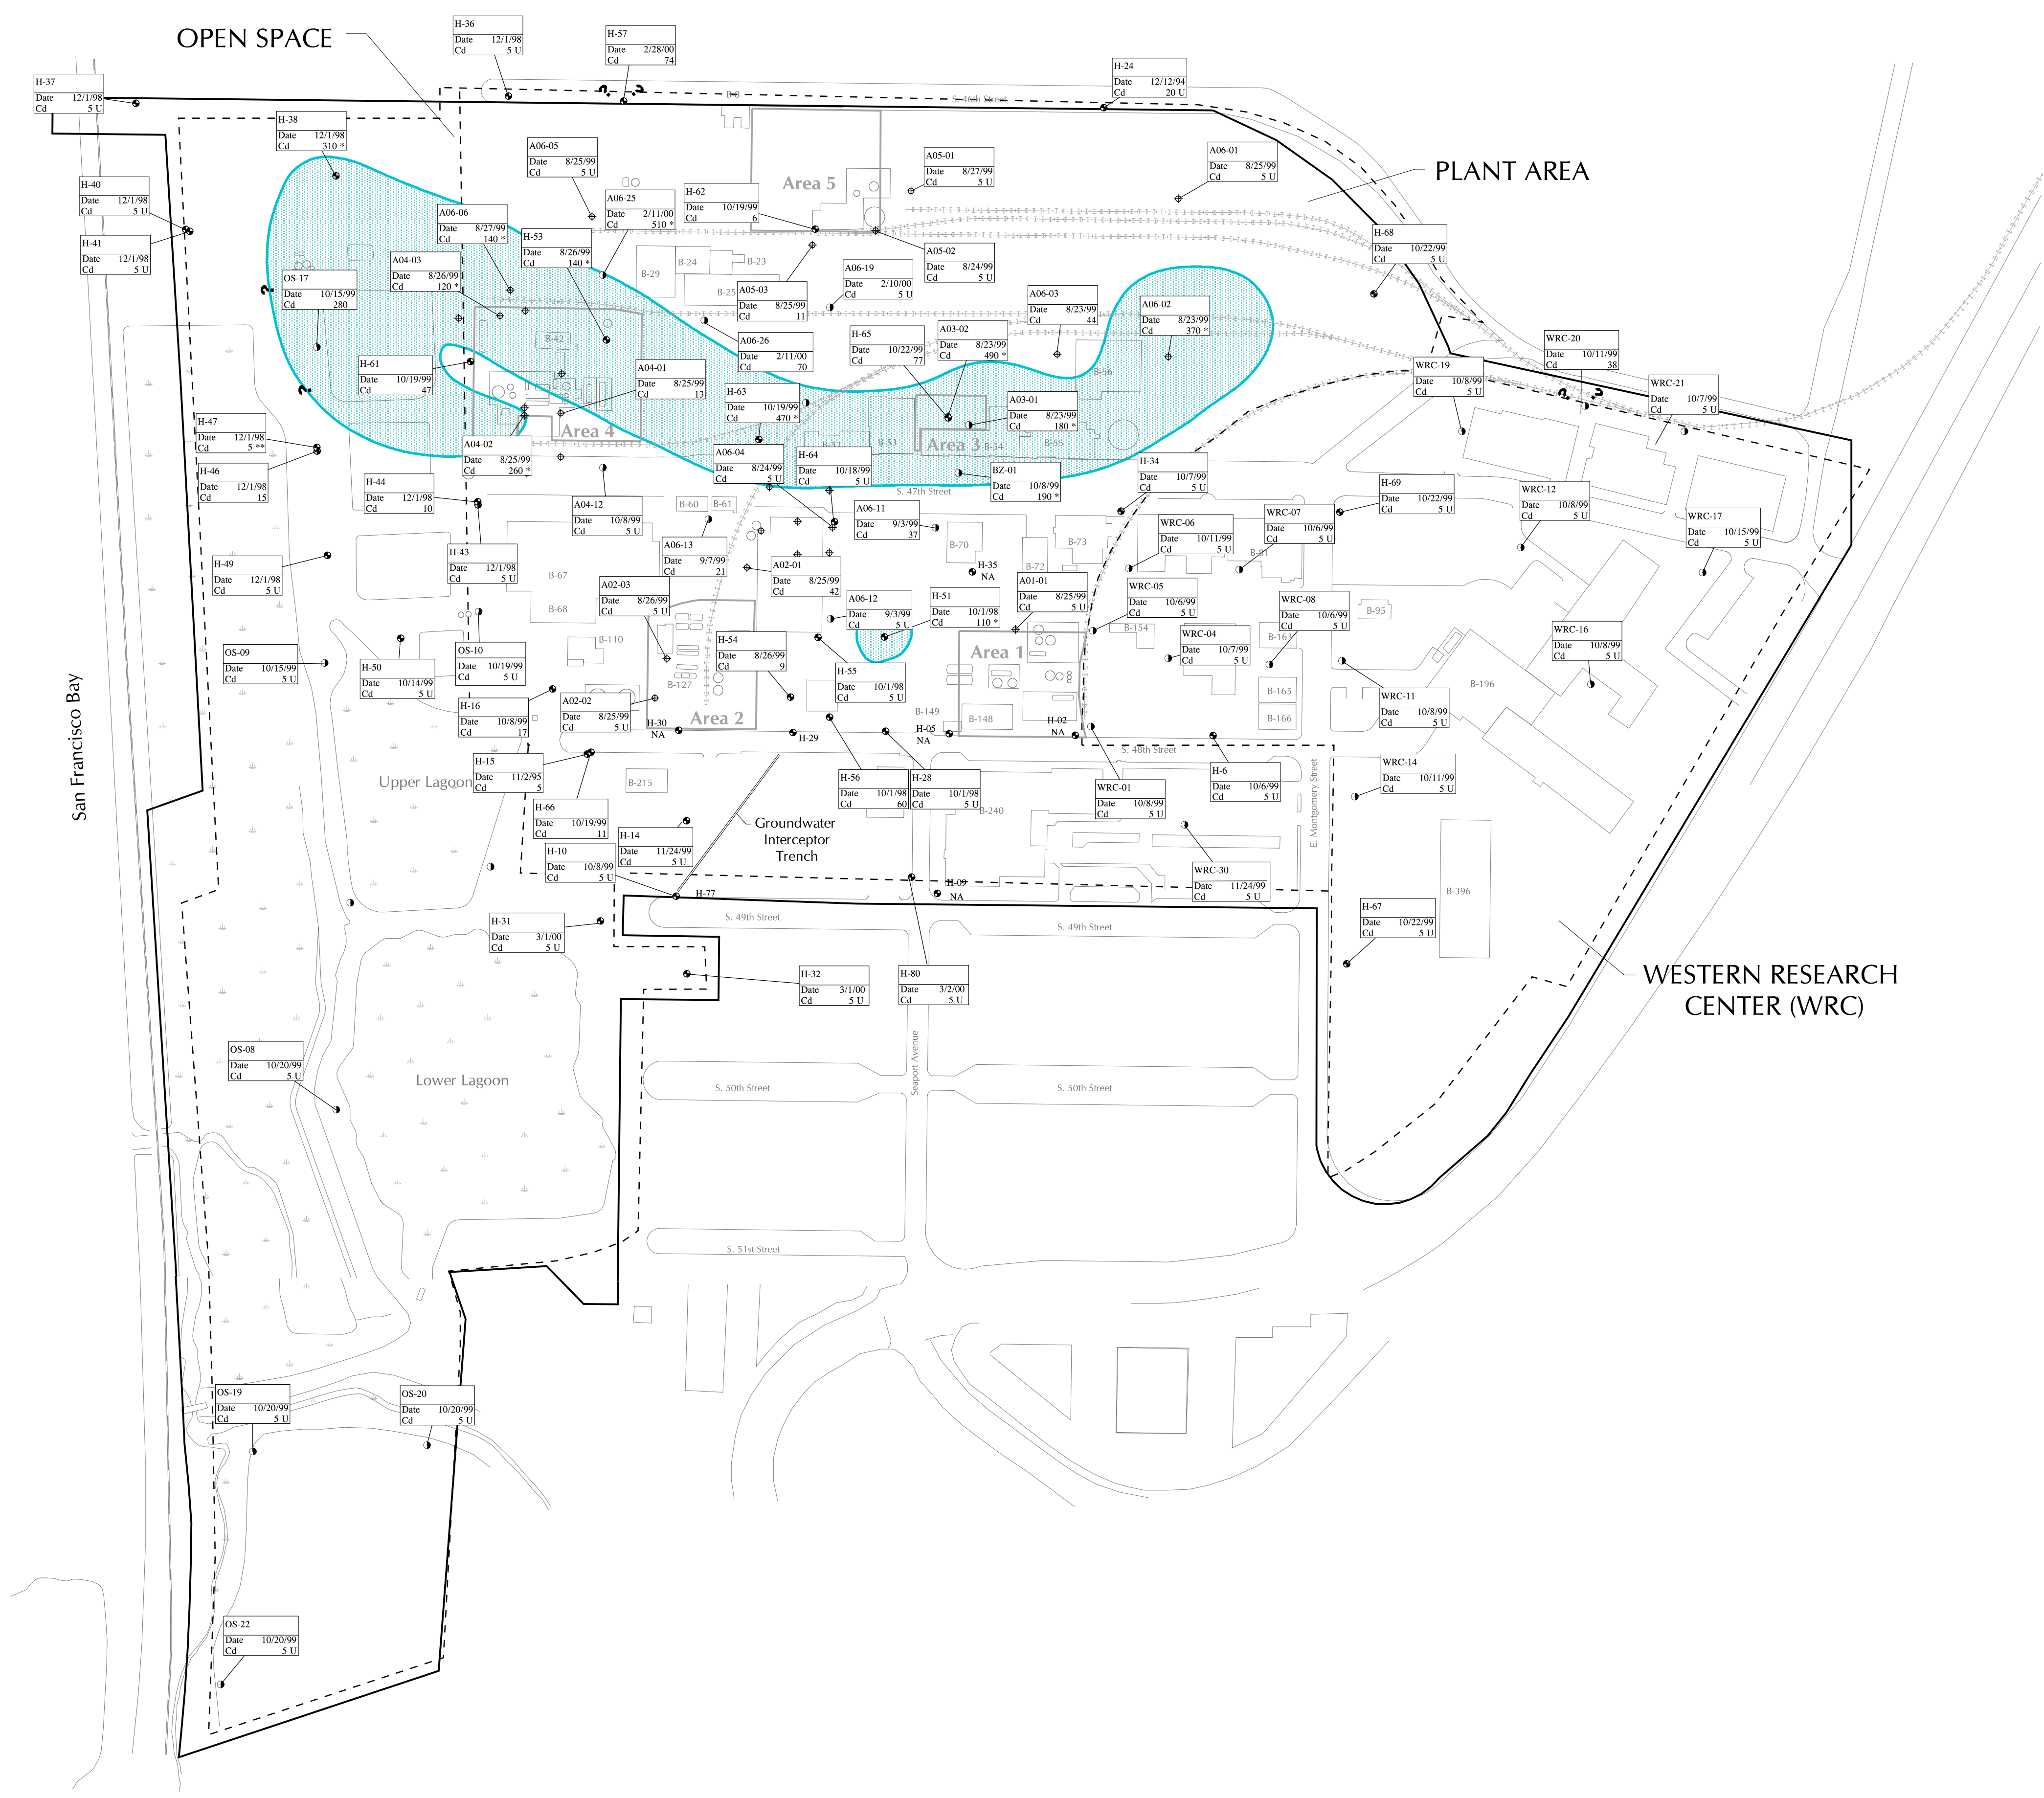 OPEN SPACE
H-36
Date 12/1/98
Cd 5 U
H-57
Date 2/28/00
Cd 74
H-24
Date 12/12/94
Cd 20 U
H-37
Date 12/1/98
Cd 5 U
B-8
S. 46th Street
H-38
Date 12/1/98
Cd 310 *
A06-05
Date 8/25/99
Cd 5 U
A05-01
Date 8/27/99
Cd 5 U
A06-01
Date 8/25/99
Cd 5 U
PLANT AREA
H-40
Date 12/1/98
Cd 5 U
Area 5
H-62
Date 10/19/99
Cd 6
A06-25
Date 2/11/00
Cd 510 *
A06-06
Date 8/27/99
Cd 140 *
H-41
Date 12/1/98
Cd 5 U
H-53
Date 8/26/99
Cd 140 *
H-68
Date 10/22/99
Cd 5 U
A05-02
Date 8/24/99
Cd 5 U
A04-03
Date 8/26/99
Cd 120 *
OS-17
Date 10/15/99
Cd 280
B-29
B-24
B-23
B-25
A06-19
Date 2/10/00
Cd 5 U
A05-03
Date 8/25/99
Cd 11
A06-03
Date 8/23/99
Cd 44
A06-02
Date 8/23/99
Cd 370 *
B-42
A06-26
Date 2/11/00
Cd 70
H-65
Date 10/22/99
Cd 77
A03-02
Date 8/23/99
Cd 490 *
WRC-20
Date 10/11/99
Cd 38
H-61
Date 10/19/99
Cd 47
A04-01
Date 8/25/99
Cd 13
WRC-19
Date 10/8/99
Cd 5 U
WRC-21
Date 10/7/99
Cd 5 U
B-56
H-63
Date 10/19/99
Cd 470 *
A03-01
Date 8/23/99
Cd 180 *
H-47
Date 12/1/98
Cd 5 **
Area 4
B-52
B-53
Area 3
B-54
B-55
A04-02
Date 8/25/99
Cd 260 *
A06-04
Date 8/24/99
Cd 5 U
H-64
Date 10/18/99
Cd 5 U
BZ-01
Date 10/8/99
Cd 190 *
H-34
Date 10/7/99
Cd 5 U
H-46
Date 12/1/98
Cd 15
H-44
Date 12/1/98
Cd 10
S. 47th Street
H-69
Date 10/22/99
Cd 5 U
WRC-12
Date 10/8/99
Cd 5 U
A04-12
Date 10/8/99
Cd 5 U
B-60
B-61
A06-11
Date 9/3/99
Cd 37
WRC-06
Date 10/11/99
Cd 5 U
WRC-07
Date 10/6/99
Cd 5 U
WRC-17
Date 10/15/99
Cd 5 U
H-43
Date 12/1/98
Cd 5 U
A06-13
Date 9/7/99
Cd 21
B-70
B-73
B-72
B-81
H-49
Date 12/1/98
Cd 5 U
B-67
A02-03
Date 8/26/99
Cd 5 U
A02-01
Date 8/25/99
Cd 42
H-35
NA
A01-01
Date 8/25/99
Cd 5 U
WRC-05
Date 10/6/99
Cd 5 U
WRC-08
Date 10/6/99
Cd 5 U
B-95
B-68
A06-12
Date 9/3/99
Cd 5 U
H-51
Date 10/1/98
Cd 110 *
B-154
WRC-04
Date 10/7/99
Cd 5 U
B-163
WRC-16
Date 10/8/99
Cd 5 U
B-110
H-54
Date 8/26/99
Cd 9
Area 1
OS-09
Date 10/15/99
Cd 5 U
H-50
Date 10/14/99
Cd 5 U
OS-10
Date 10/19/99
Cd 5 U
B-127
H-55
Date 10/1/98
Cd 5 U
B-165
WRC-11
Date 10/8/99
Cd 5 U
B-196
H-16
Date 10/8/99
Cd 17
A02-02
Date 8/25/99
Cd 5 U
H-30
NA
Area 2
B-149
B-148
B-166
H-29
H-05
NA
H-02
NA
S. 48th Street
San Francisco Bay
Upper Lagoon
H-15
Date 11/2/95
Cd 5
B-215
H-56
Date 10/1/98
Cd 60
H-28
Date 10/1/98
Cd 5 U
WRC-01
Date 10/8/99
Cd 5 U
H-6
Date 10/6/99
Cd 5 U
E. Montgomery Street
WRC-14
Date 10/11/99
Cd 5 U
H-66
Date 10/19/99
Cd 11
B-240
Groundwater
Interceptor
Trench
H-14
Date 11/24/99
Cd 5 U
H-10
Date 10/8/99
Cd 5 U
WRC-30
Date 11/24/99
Cd 5 U
H-77
H-09
NA
B-396
H-67
Date 10/22/99
Cd 5 U
H-31
Date 3/1/00
Cd 5 U
S. 49th Street
S. 49th Street
H-32
Date 3/1/00
Cd 5 U
H-80
Date 3/2/00
Cd 5 U
WESTERN RESEARCH
CENTER (WRC)
OS-08
Date 10/20/99
Cd 5 U
Lower Lagoon
Seaport Avenue
S. 50th Street
S. 50th Street
S. 51st Street
OS-19
Date 10/20/99
Cd 5 U
OS-20
Date 10/20/99
Cd 5 U
OS-22
Date 10/20/99
Cd 5 U